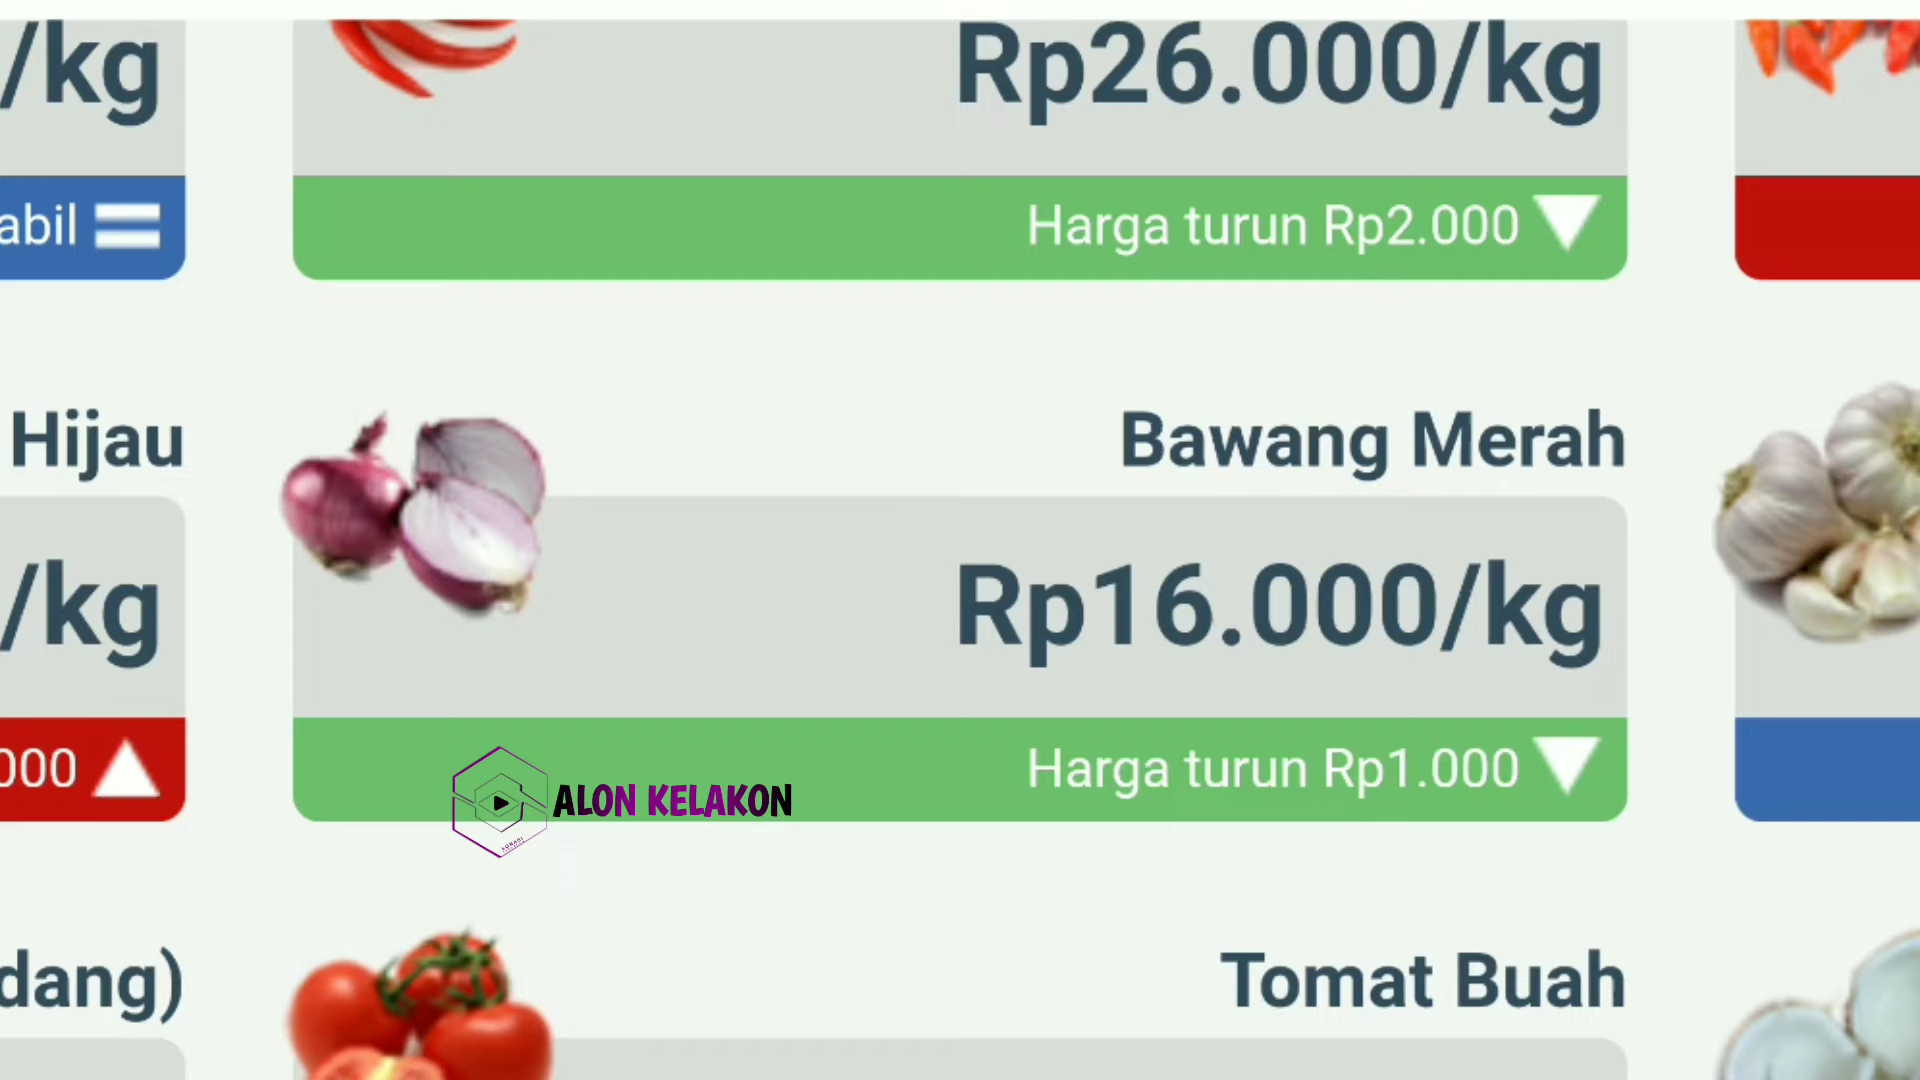 /kg
Rp26.000/kg
abil
Harga turun Rp2.000
Hijau
Bawang Merah
/kg
Rp16.000/kg
000
Harga turun Rp1.000
ALON KELAKON
dang)
Tomat Buah